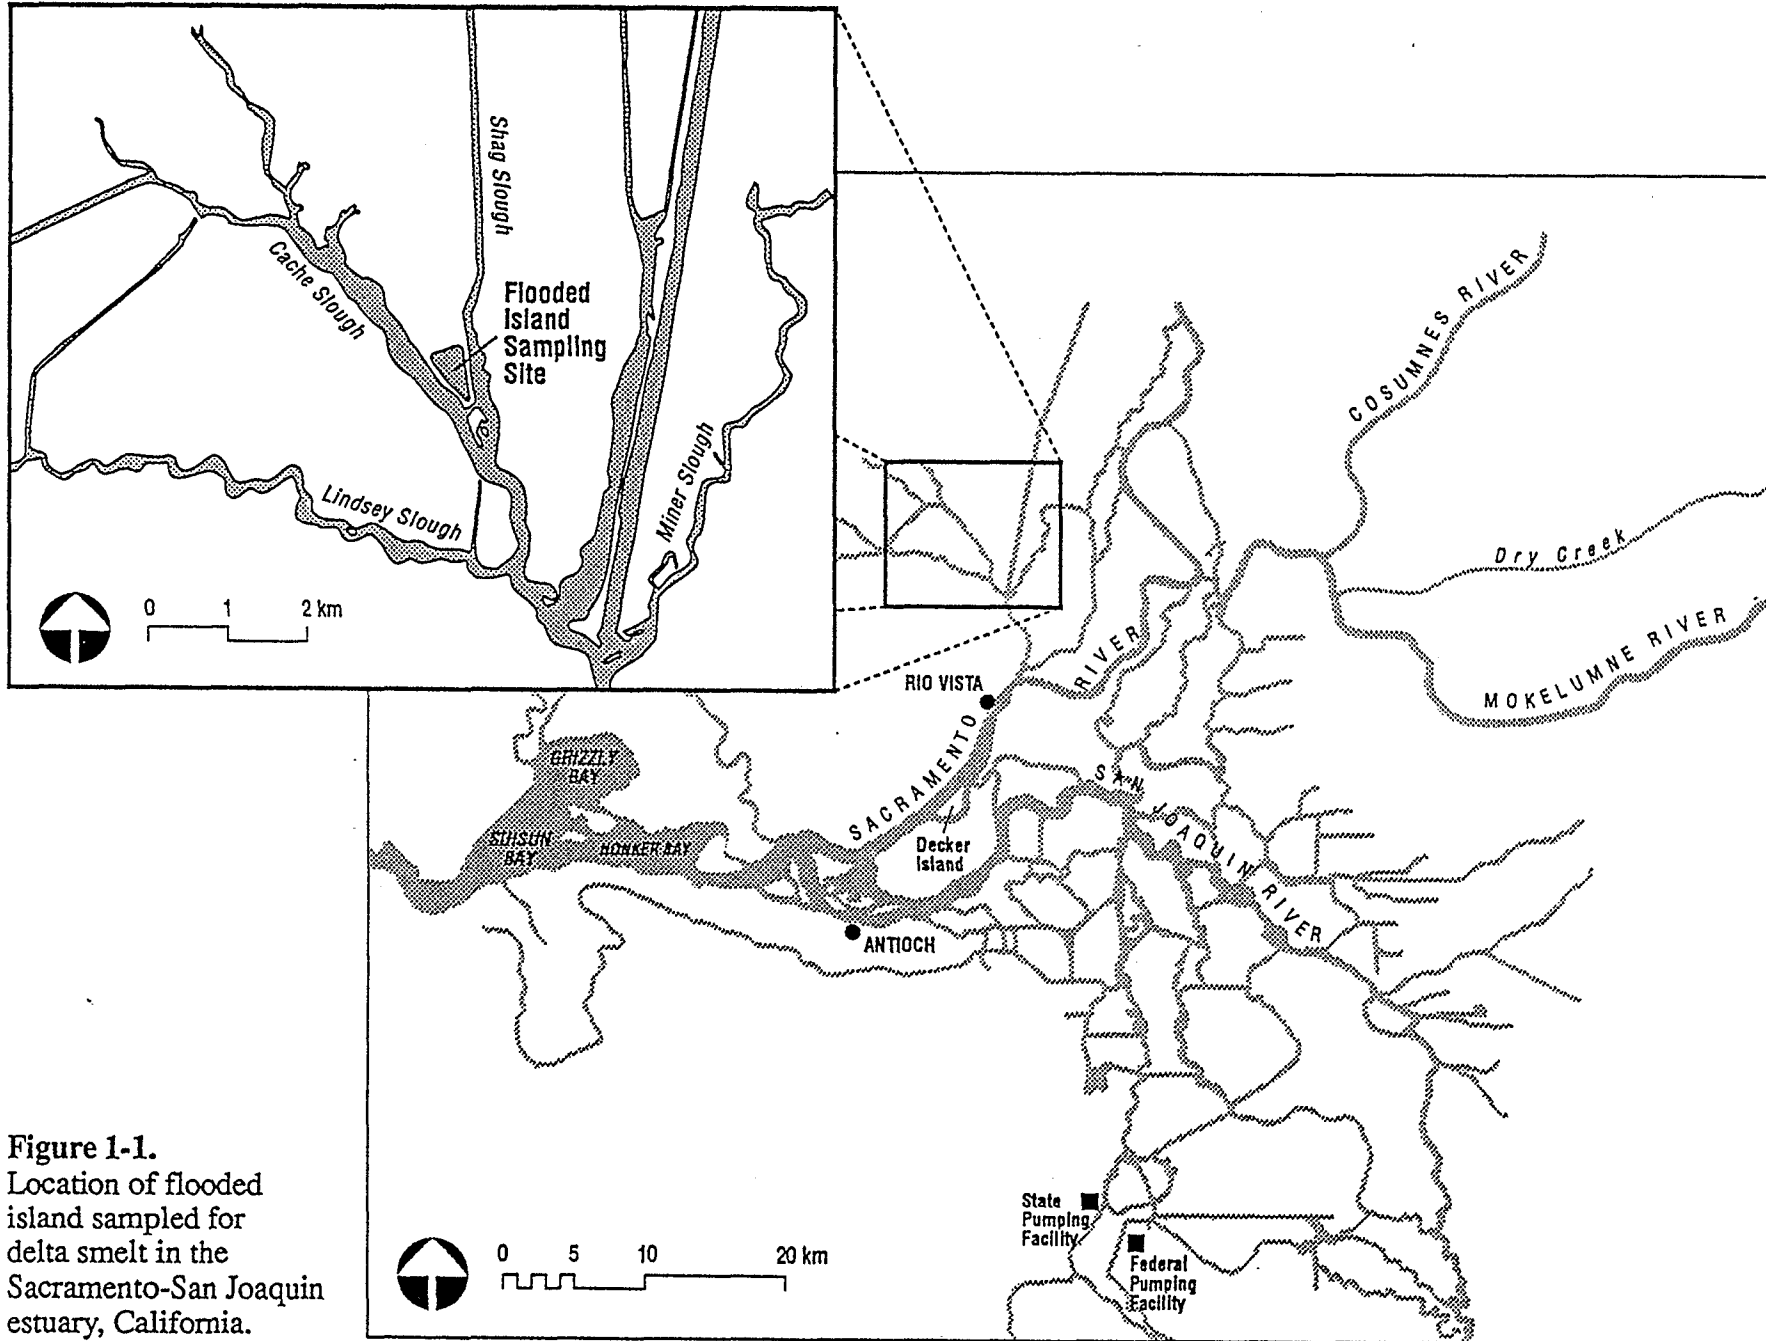 Shag Slough
Cache Slough
Flooded
Island
Sampling
Site
Lindsey Slough
Miner Slough
0 1 2 km
COSUMNES RIVER
Dry Creek
MOKELUMNE RIVER
RIO VISTA
SACRAMENTO RIVER
GRIZZLY
BAY
SUISUN
BAY
HONKER BAY
Decker
Island
SAN JOAQUIN RIVER
ANTIOCH
State
Pumping
Facility
Federal
Pumping
Facility
0 5 10 20 km
Figure 1-1.
Location of flooded
island sampled for
delta smelt in the
Sacramento-San Joaquin
estuary, California.